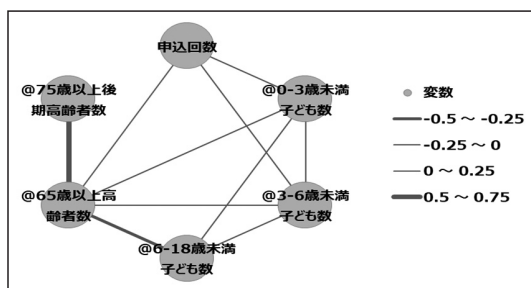 申込回数
@75歳以上後
期高齢者数
@0-3歳未満
子ども数
@65歳以上高
齢者数
@3-6歳未満
子ども数
@6-18歳未満
子ども数
変数
-0.5 ～ -0.25
-0.25 ～ 0
0 ～ 0.25
0.5 ～ 0.75